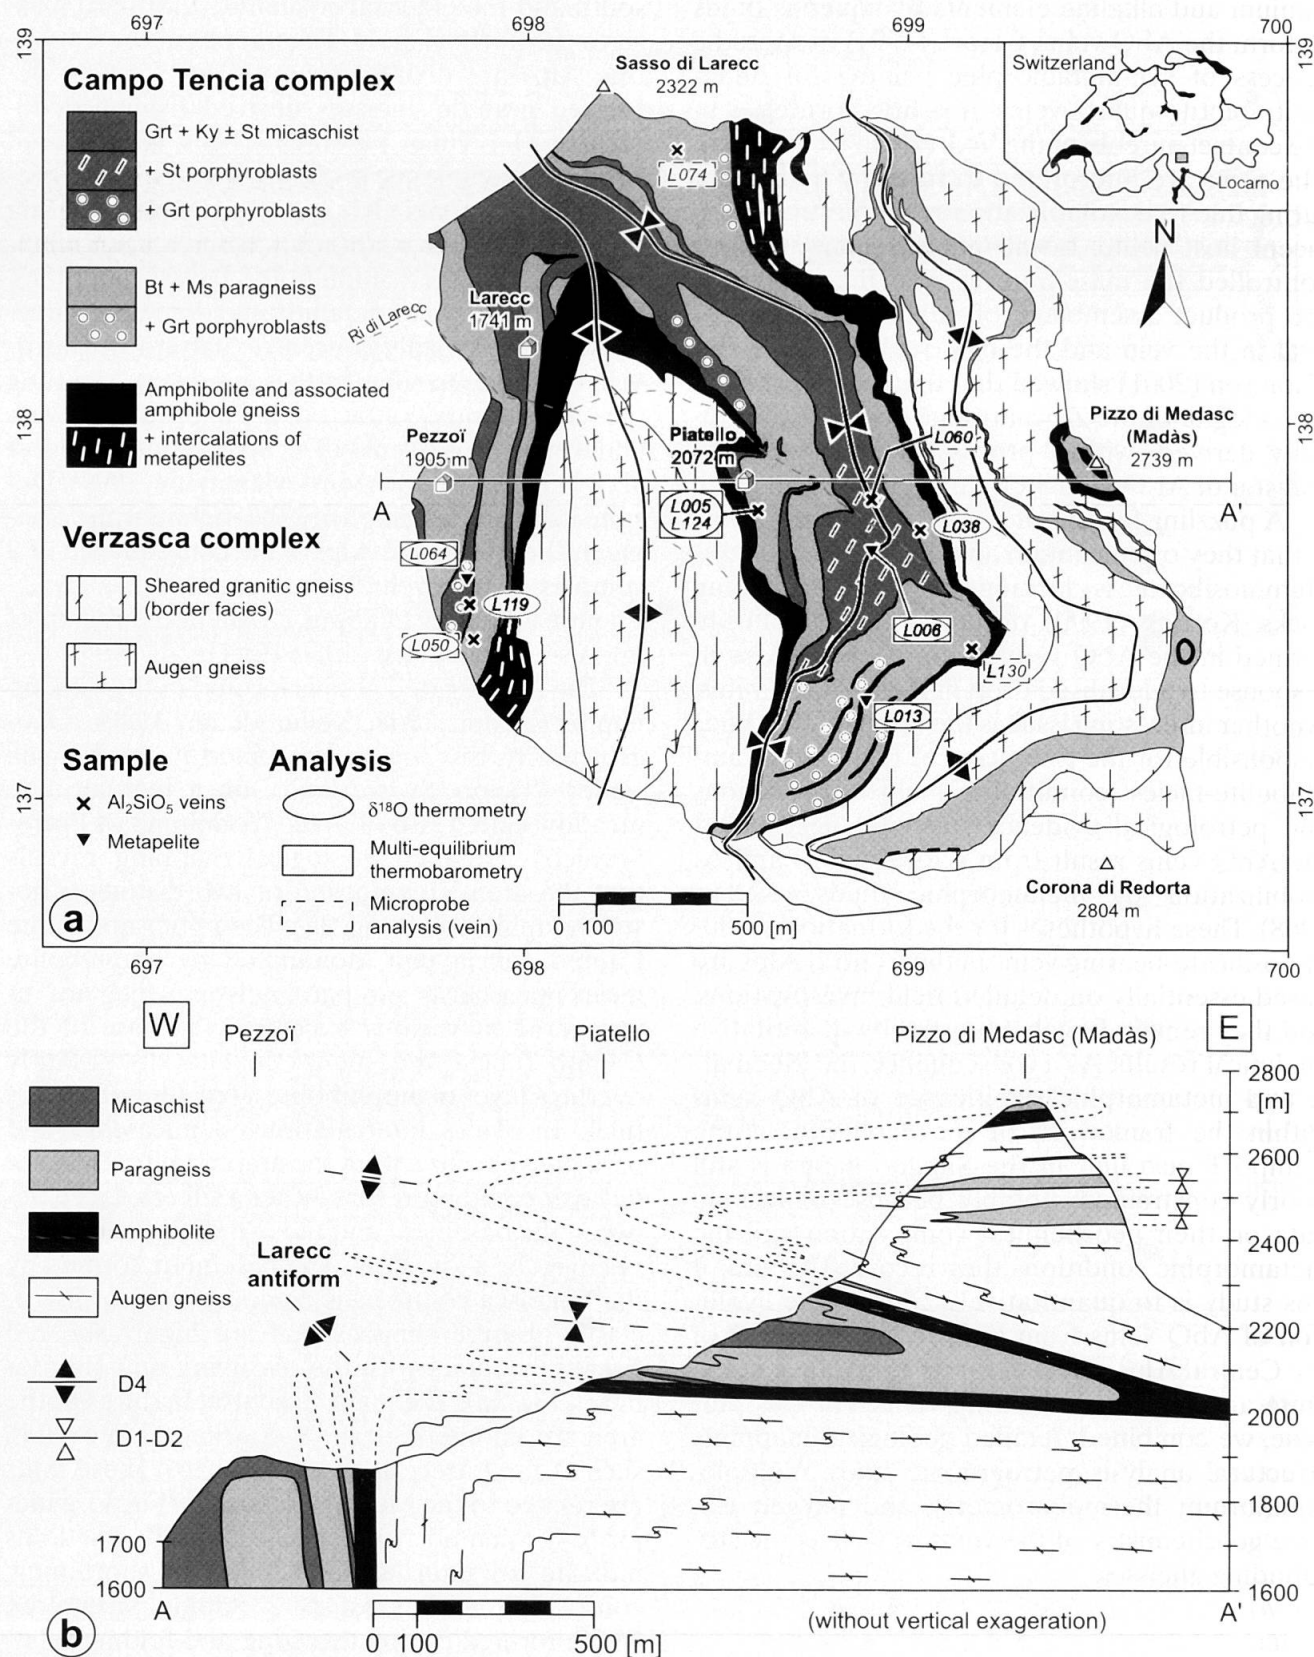 697
698
699
700
139
139
Campo Tencia complex
Grt + Ky ± St micaschist
+ St porphyroblasts
+ Grt porphyroblasts
Bt + Ms paragneiss
+ Grt porphyroblasts
Amphibolite and associated
amphibole gneiss
+ intercalations of
metapelites
Verzasca complex
Sheared granitic gneiss
(border facies)
Augen gneiss
Sample
Al₂SiO₅ veins
Metapelite
Analysis
δ¹⁸O thermometry
Multi-equilibrium
thermobarometry
Microprobe
analysis (vein)
Sasso di Larecc
2322 m
Switzerland
Locarno
N
L074
Larecc
1741 m
Ri di Larecc
138
138
Pizzo di Medasc
(Madàs)
2739 m
Pezzoï
1905 m
Piatello
2072 m
L060
A
A'
L005
L124
L038
L064
L119
L006
L050
L130
L013
137
137
Corona di Redorta
2804 m
0 100 500 [m]
a
697
698
699
700
W
Pezzoï
Piatello
Pizzo di Medasc (Madàs)
E
Micaschist
Paragneiss
Amphibolite
Augen gneiss
D4
D1-D2
Larecc
antiform
2800
[m]
2600
2400
2200
2000
1800
1600
1700
1600
A
A'
0 100 500 [m]
(without vertical exageration)
b